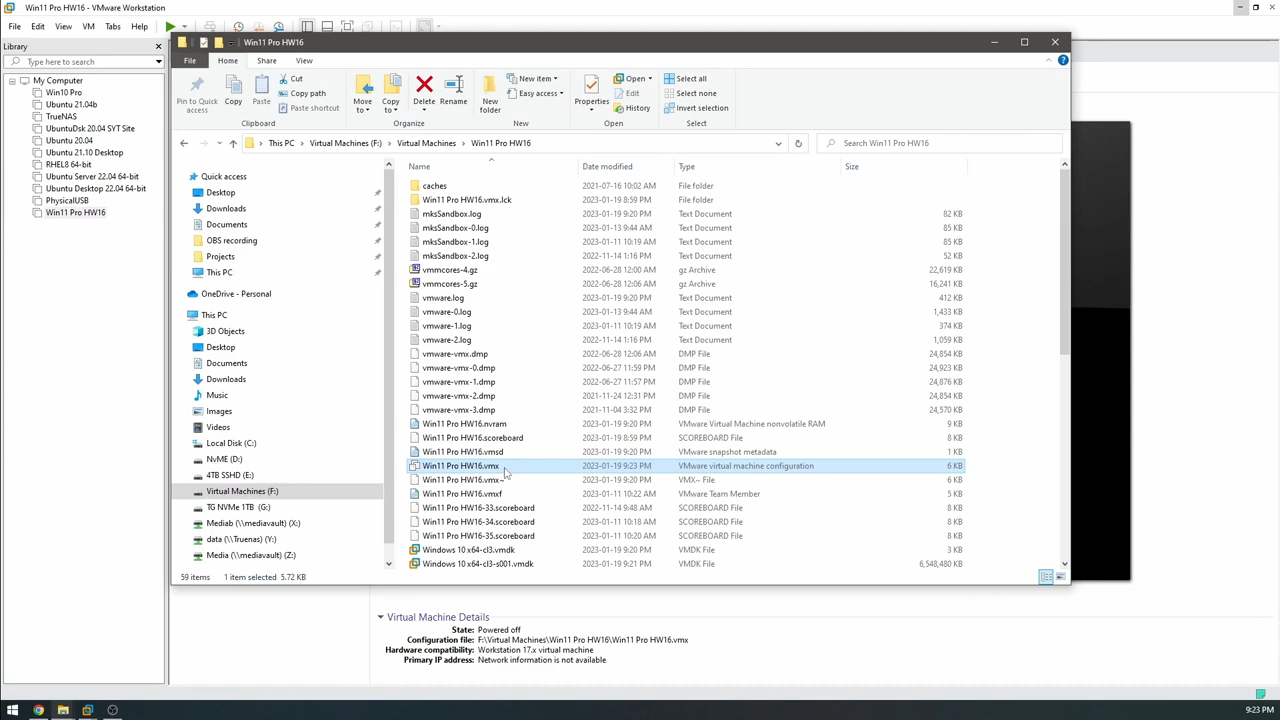 Win11 Pro HW16 - VMware Workstation
File Edit View VM Tabs Help
Library
Type here to search
My Computer
Win10 Pro
Ubuntu 21.04b
TrueNAS
UbuntuDsk 20.04 SYT Site
Ubuntu 20.04
Ubuntu 21.10 Desktop
RHEL8 64-bit
Ubuntu Server 22.04 64-bit
Ubuntu Desktop 22.04 64-bit
PhysicalUSB
Win11 Pro HW16
Win11 Pro HW16
File Home Share View
Pin to Quick access
Copy
Paste
Cut
Copy path
Paste shortcut
Clipboard
Move to
Copy to
Delete
Rename
Organize
New folder
New item
Easy access
New
Properties
Open
Edit
History
Open
Select all
Select none
Invert selection
Select
This PC > Virtual Machines (F:) > Virtual Machines > Win11 Pro HW16
Search Win11 Pro HW16
Quick access
Desktop
Downloads
Documents
OBS recording
Projects
This PC
OneDrive - Personal
This PC
3D Objects
Desktop
Documents
Downloads
Music
Images
Videos
Local Disk (C:)
NvME (D:)
4TB SSHD (E:)
Virtual Machines (F:)
TG NVMe 1TB (G:)
Mediab (\\mediavault) (X:)
data (\\Truenas) (Y:)
Media (\\mediavault) (Z:)
Name Date modified Type Size
caches 2021-07-16 10:02 AM File folder
Win11 Pro HW16.vmx.lck 2023-01-19 8:59 PM File folder
mksSandbox.log 2023-01-19 9:20 PM Text Document 82 KB
mksSandbox-0.log 2023-01-13 9:44 AM Text Document 85 KB
mksSandbox-1.log 2023-01-11 10:19 AM Text Document 85 KB
mksSandbox-2.log 2022-11-14 1:16 PM Text Document 52 KB
vmmcores-4.gz 2022-06-28 12:00 AM gz Archive 22,619 KB
vmmcores-5.gz 2022-06-28 12:06 AM gz Archive 16,241 KB
vmware.log 2023-01-19 9:20 PM Text Document 412 KB
vmware-0.log 2023-01-13 9:44 AM Text Document 1,433 KB
vmware-1.log 2023-01-11 10:19 AM Text Document 374 KB
vmware-2.log 2022-11-14 1:16 PM Text Document 1,059 KB
vmware-vmx.dmp 2022-06-28 12:06 AM DMP File 24,854 KB
vmware-vmx-0.dmp 2022-06-27 11:59 PM DMP File 24,923 KB
vmware-vmx-1.dmp 2022-06-27 11:57 PM DMP File 24,876 KB
vmware-vmx-2.dmp 2021-11-24 12:31 PM DMP File 24,854 KB
vmware-vmx-3.dmp 2021-11-04 3:32 PM DMP File 24,570 KB
Win11 Pro HW16.nvram 2023-01-19 9:20 PM VMware Virtual Machine nonvolatile RAM 9 KB
Win11 Pro HW16.scoreboard 2023-01-19 8:59 PM SCOREBOARD File 8 KB
Win11 Pro HW16.vmsd 2023-01-19 9:20 PM VMware snapshot metadata 2 KB
Win11 Pro HW16.vmx 2023-01-19 9:23 PM VMware virtual machine configuration 6 KB
Win11 Pro HW16.vmx~ 2023-01-19 9:20 PM VMX~ File 6 KB
Win11 Pro HW16.vmxf 2023-01-11 10:22 AM VMware Team Member 5 KB
Win11 Pro HW16-33.scoreboard 2022-11-14 9:48 AM SCOREBOARD File 8 KB
Win11 Pro HW16-34.scoreboard 2023-01-11 10:18 AM SCOREBOARD File 8 KB
Win11 Pro HW16-35.scoreboard 2023-01-11 10:20 AM SCOREBOARD File 8 KB
Windows 10 x64-cl3.vmdk 2023-01-19 9:20 PM VMDK File 3 KB
Windows 10 x64-cl3-s001.vmdk 2023-01-19 9:21 PM VMDK File 6,548,480 KB
59 items 1 item selected 5.72 KB
Virtual Machine Details
State: Powered off
Configuration file: F:\Virtual Machines\Win11 Pro HW16\Win11 Pro HW16.vmx
Hardware compatibility: Workstation 17.x virtual machine
Primary IP address: Network information is not available
9:23 PM